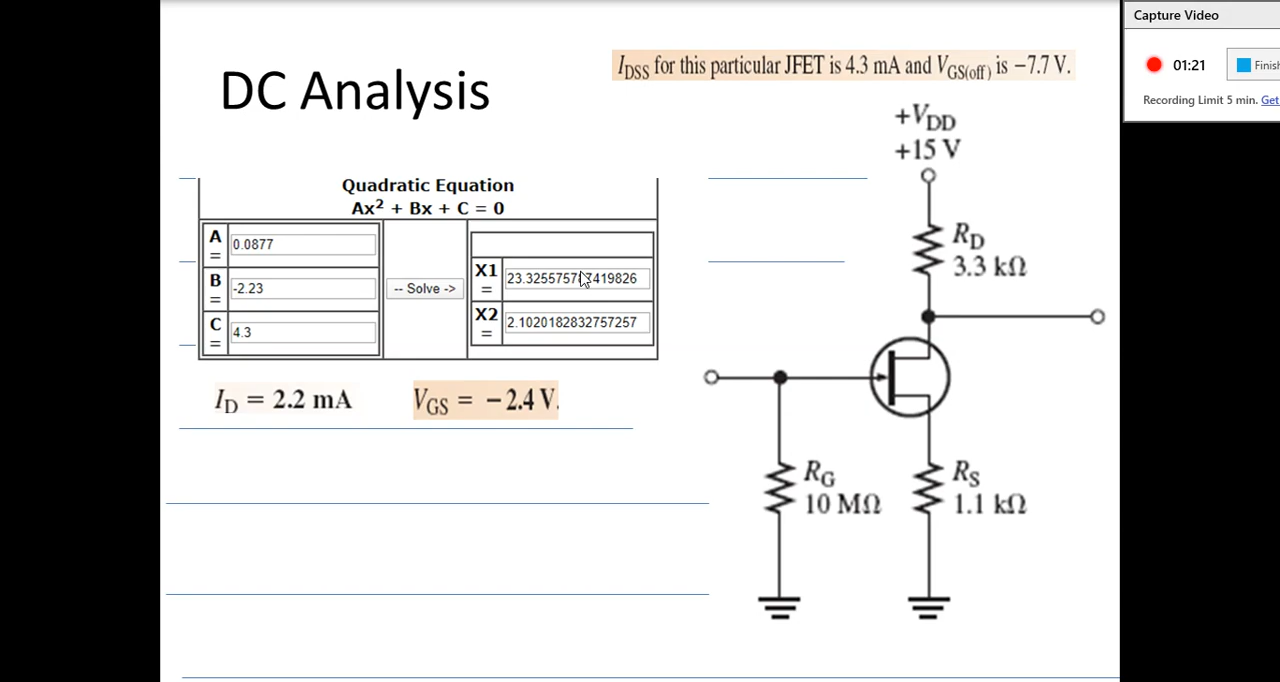 Capture Video
01:21
Finish
Recording Limit 5 min. Get
DC Analysis
IDSS for this particular JFET is 4.3 mA and VGS(off) is −7.7 V.
Quadratic Equation
Ax² + Bx + C = 0
A = 0.0877
B = -2.23
C = 4.3
-- Solve ->
X1 = 23.3255757 7419826
X2 = 2.1020182832757257
ID = 2.2 mA
VGS = −2.4 V.
+VDD
+15 V
RD
3.3 kΩ
RG
10 MΩ
RS
1.1 kΩ